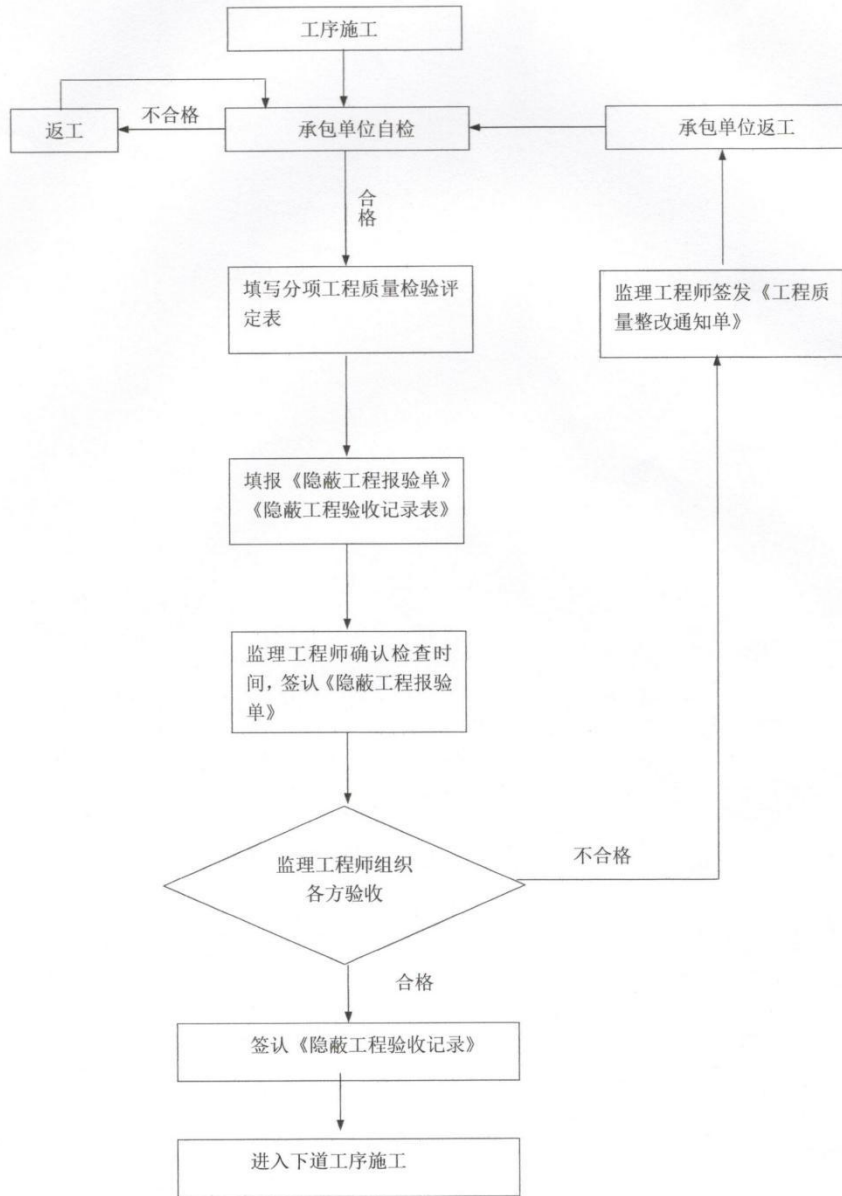 工序施工
不合格
返工
承包单位自检
承包单位返工
合
格
填写分项工程质量检验评
定表
监理工程师签发《工程质
量整改通知单》
填报《隐蔽工程报验单》
《隐蔽工程验收记录表》
监理工程师确认检查时
间，签认《隐蔽工程报验
单》
监理工程师组织
各方验收
不合格
合格
签认《隐蔽工程验收记录》
进入下道工序施工